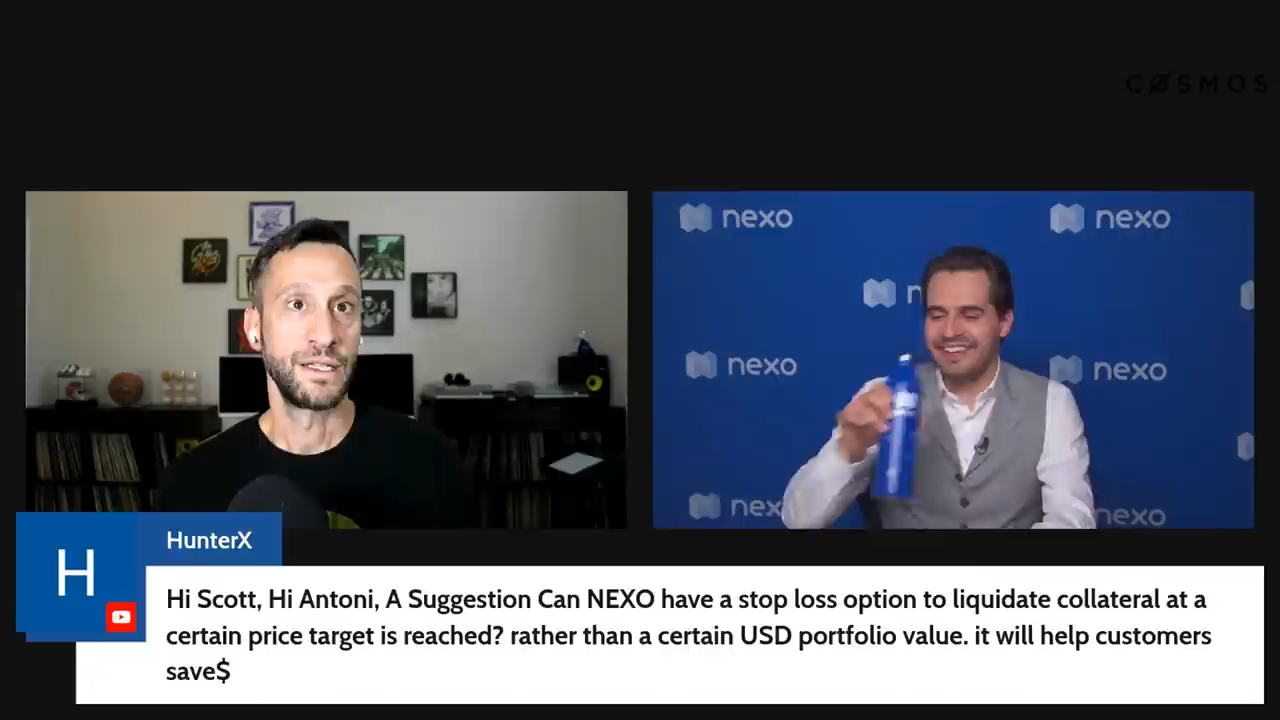 COSMOS
nexo
nexo
n
nexo
nexo
nex
nexo
H
HunterX
Hi Scott, Hi Antoni, A Suggestion Can NEXO have a stop loss option to liquidate collateral at a
certain price target is reached? rather than a certain USD portfolio value. it will help customers
save$